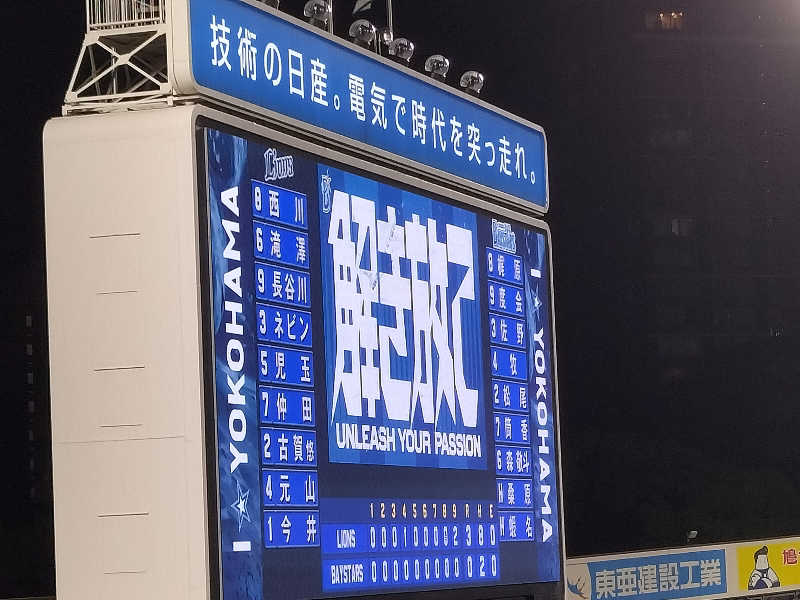 技術の日産。電気で時代を突っ走れ。
Lions
8 西川
6 滝澤
9 長谷川
3 ネビン
5 児玉
7 仲田
2 古賀悠
4 元山
1 今井
I☆YOKOHAMA
解き放て
UNLEASH YOUR PASSION
8 梶原
9 度会
3 佐野
4 牧
2 松尾
7 筒香
6 森敬斗
H 桑原
H 蝦名
I☆YOKOHAMA
1 2 3 4 5 6 7 8 9 R H E
LIONS 0 0 0 1 0 0 0 0 2 3 8 0
BAYSTARS 0 0 0 0 0 0 0 0 0 2 0
東亜建設工業
鳩